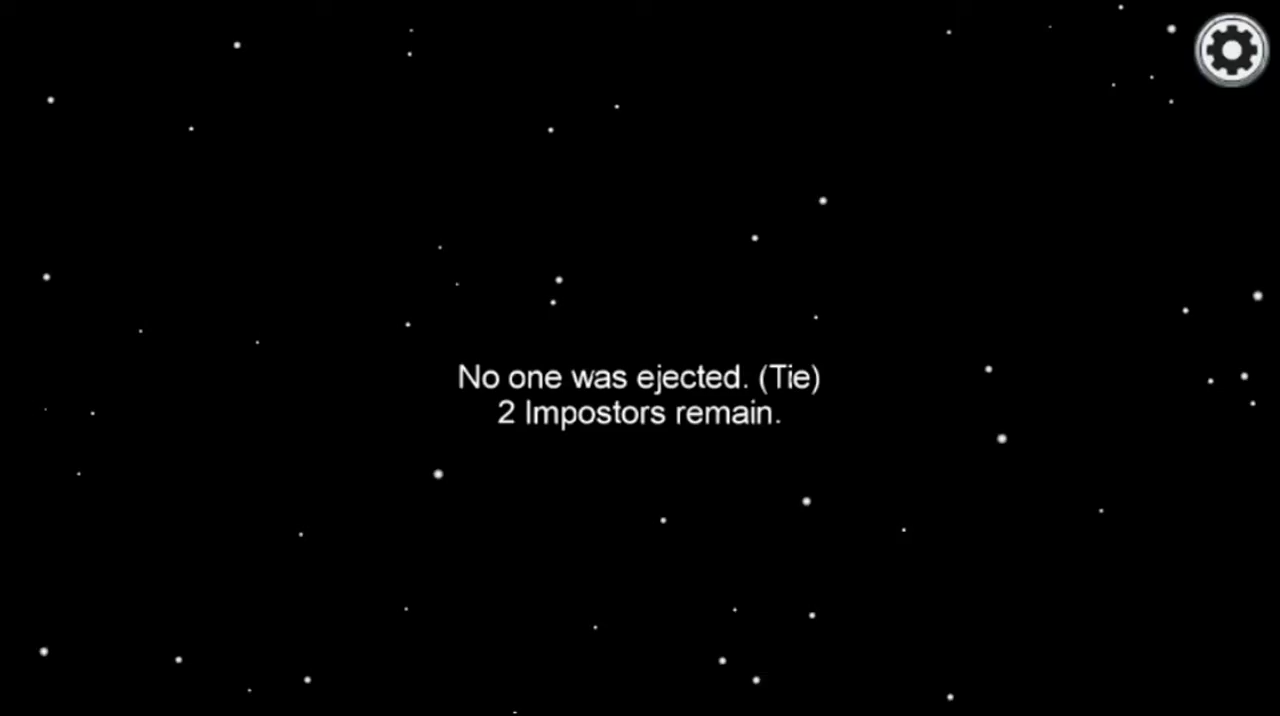 No one was ejected. (Tie)
2 Impostors remain.